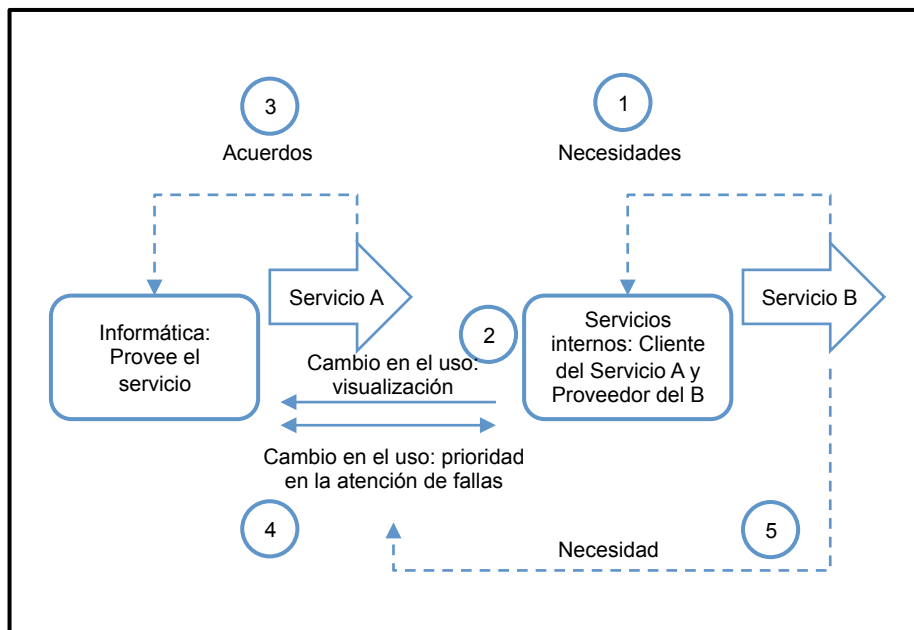 3
1
Acuerdos
Necesidades
Servicio A
Servicio B
Informática:
Provee el
servicio
2
Servicios
internos: Cliente
del Servicio A y
Proveedor del B
Cambio en el uso:
visualización
Cambio en el uso: prioridad
en la atención de fallas
4
5
Necesidad